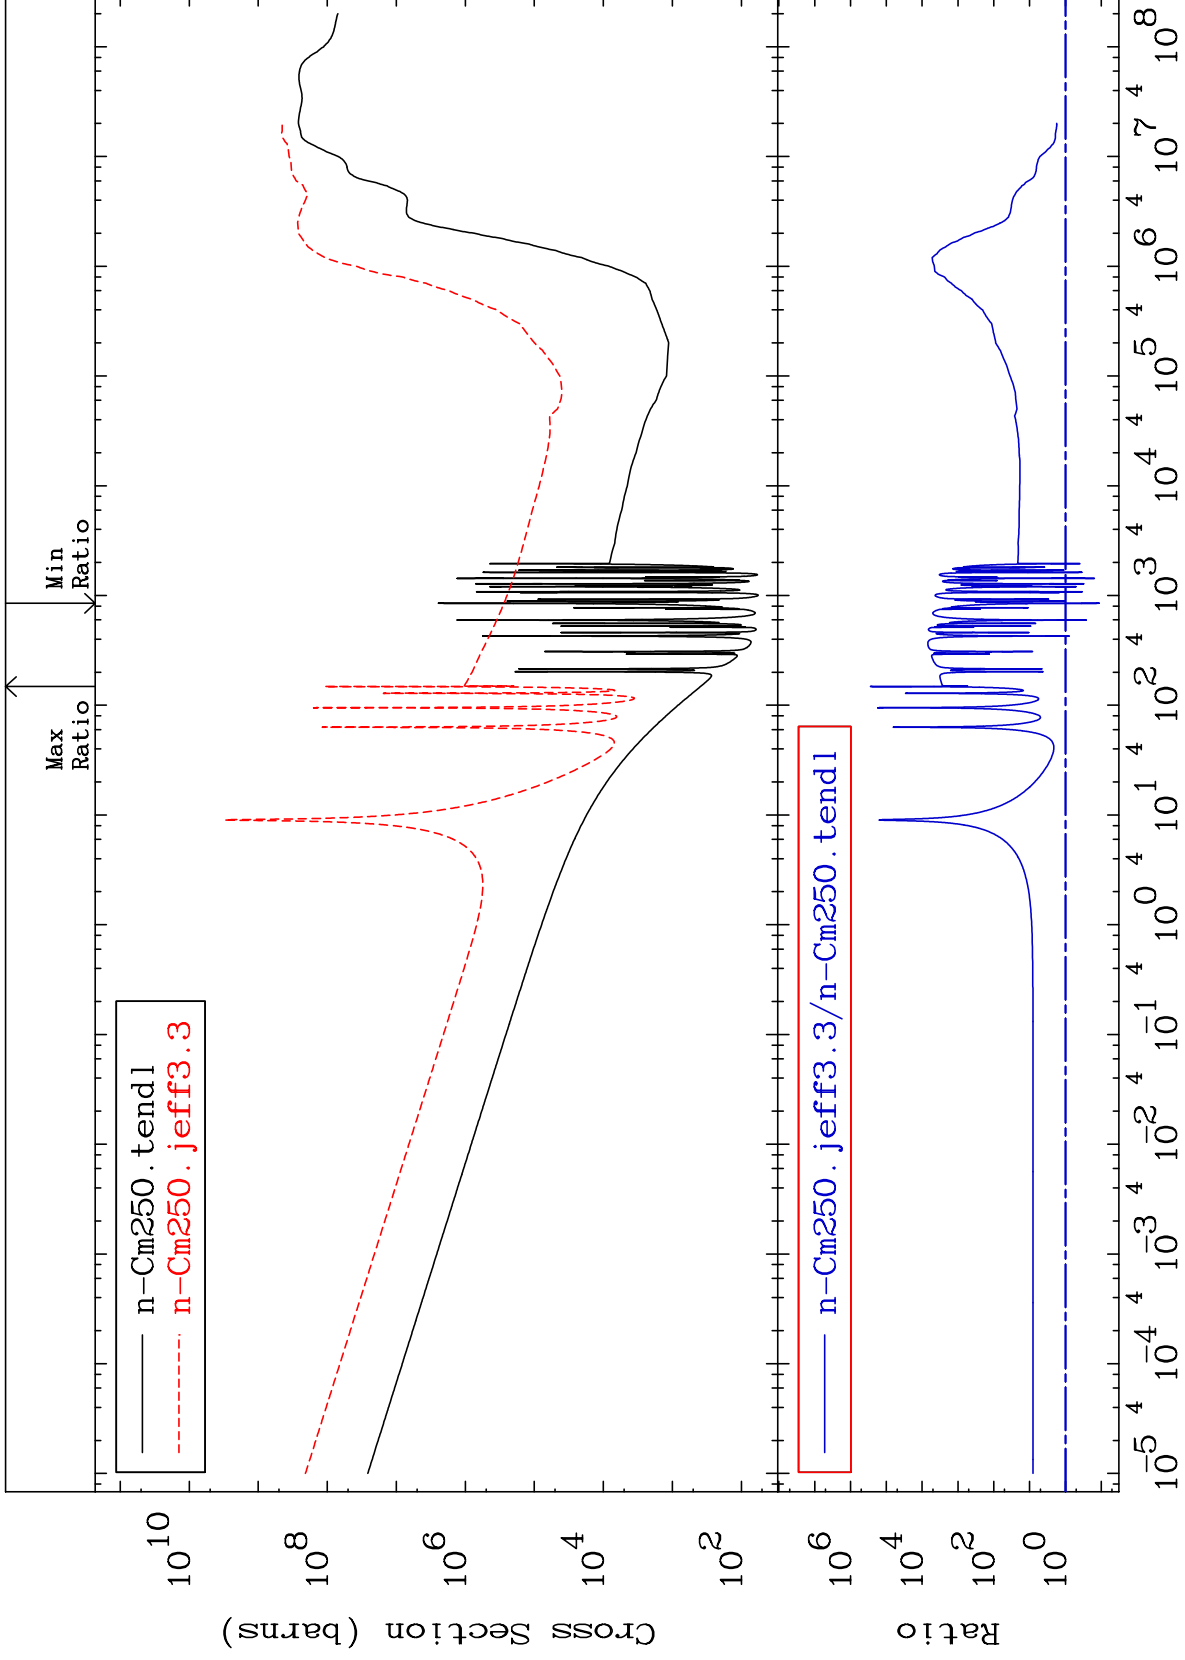 Max
Ratio
Min
Ratio
n-Cm250.tendl
n-Cm250.jeff3.3
10^10
10^8
10^6
10^4
10^2
Cross Section (barns)
n-Cm250.jeff3.3/n-Cm250.tendl
10^6
10^4
10^2
10^0
Ratio
10^-5 4 10^-4 4 10^-3 4 10^-2 4 10^-1 4 10^0 4 10^1 4 10^2 4 10^3 4 10^4 4 10^5 4 10^6 4 10^7 4 10^8